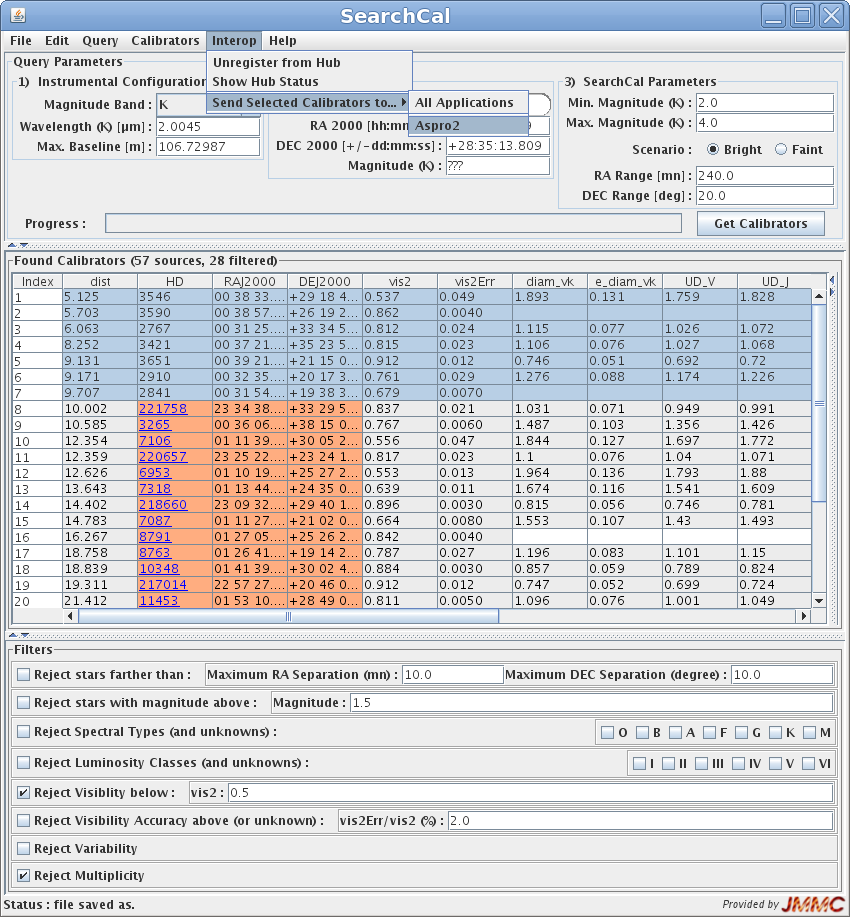 SearchCal
File Edit Query Calibrators Interop Help
Query Parameters
Unregister from Hub
Show Hub Status
Send Selected Calibrators to...
All Applications
Aspro2
1) Instrumental Configuration
Magnitude Band : K
Wavelength (K) [µm] : 2.0045
Max. Baseline [m] : 106.72987
RA 2000 [hh:mm
DEC 2000 [+/-dd:mm:ss] : +28:35:13.809
Magnitude (K) : ???
3) SearchCal Parameters
Min. Magnitude (K) : 2.0
Max. Magnitude (K) : 4.0
Scenario : Bright Faint
RA Range [mn] : 240.0
DEC Range [deg] : 20.0
Progress :
Get Calibrators
Found Calibrators (57 sources, 28 filtered)
Index dist HD RAJ2000 DEJ2000 vis2 vis2Err diam_vk e_diam_vk UD_V UD_J
1 5.125 3546 00 38 33.... +29 18 4... 0.537 0.049 1.893 0.131 1.759 1.828
2 5.703 3590 00 38 57.... +26 19 2... 0.862 0.0040
3 6.063 2767 00 31 25.... +33 34 5... 0.812 0.024 1.115 0.077 1.026 1.072
4 8.252 3421 00 37 21.... +35 23 5... 0.815 0.023 1.106 0.076 1.027 1.068
5 9.131 3651 00 39 21.... +21 15 0... 0.912 0.012 0.746 0.051 0.692 0.72
6 9.171 2910 00 32 35.... +20 17 3... 0.761 0.029 1.276 0.088 1.174 1.226
7 9.707 2841 00 31 54.... +19 38 3... 0.679 0.0070
8 10.002 221758 23 34 38.... +33 29 5... 0.837 0.021 1.031 0.071 0.949 0.991
9 10.585 3265 00 36 06.... +38 15 0... 0.767 0.0060 1.487 0.103 1.356 1.426
10 12.354 7106 01 11 39.... +30 05 2... 0.556 0.047 1.844 0.127 1.697 1.772
11 12.359 220657 23 25 22.... +23 24 1... 0.817 0.023 1.1 0.076 1.04 1.071
12 12.626 6953 01 10 19.... +25 27 2... 0.553 0.013 1.964 0.136 1.793 1.88
13 13.643 7318 01 13 44.... +24 35 0... 0.639 0.011 1.674 0.116 1.541 1.609
14 14.402 218660 23 09 32.... +29 40 1... 0.896 0.0030 0.815 0.056 0.746 0.781
15 14.783 7087 01 11 27.... +21 02 0... 0.664 0.0080 1.553 0.107 1.43 1.493
16 16.267 8791 01 27 05.... +25 26 2... 0.842 0.0040
17 18.758 8763 01 26 41.... +19 14 2... 0.787 0.027 1.196 0.083 1.101 1.15
18 18.839 10348 01 41 39.... +30 02 4... 0.884 0.0030 0.857 0.059 0.789 0.824
19 19.311 217014 22 57 27.... +20 46 0... 0.912 0.012 0.747 0.052 0.699 0.724
20 21.412 11453 01 53 10.... +28 49 0... 0.811 0.0050 1.096 0.076 1.001 1.049
Filters
Reject stars farther than : Maximum RA Separation (mn) : 10.0 Maximum DEC Separation (degree) : 10.0
Reject stars with magnitude above : Magnitude : 1.5
Reject Spectral Types (and unknowns) : O B A F G K M
Reject Luminosity Classes (and unknowns) : I II III IV V VI
Reject Visiblity below : vis2 : 0.5
Reject Visibility Accuracy above (or unknown) : vis2Err/vis2 (%) : 2.0
Reject Variability
Reject Multiplicity
Status : file saved as.
Provided by JMMC